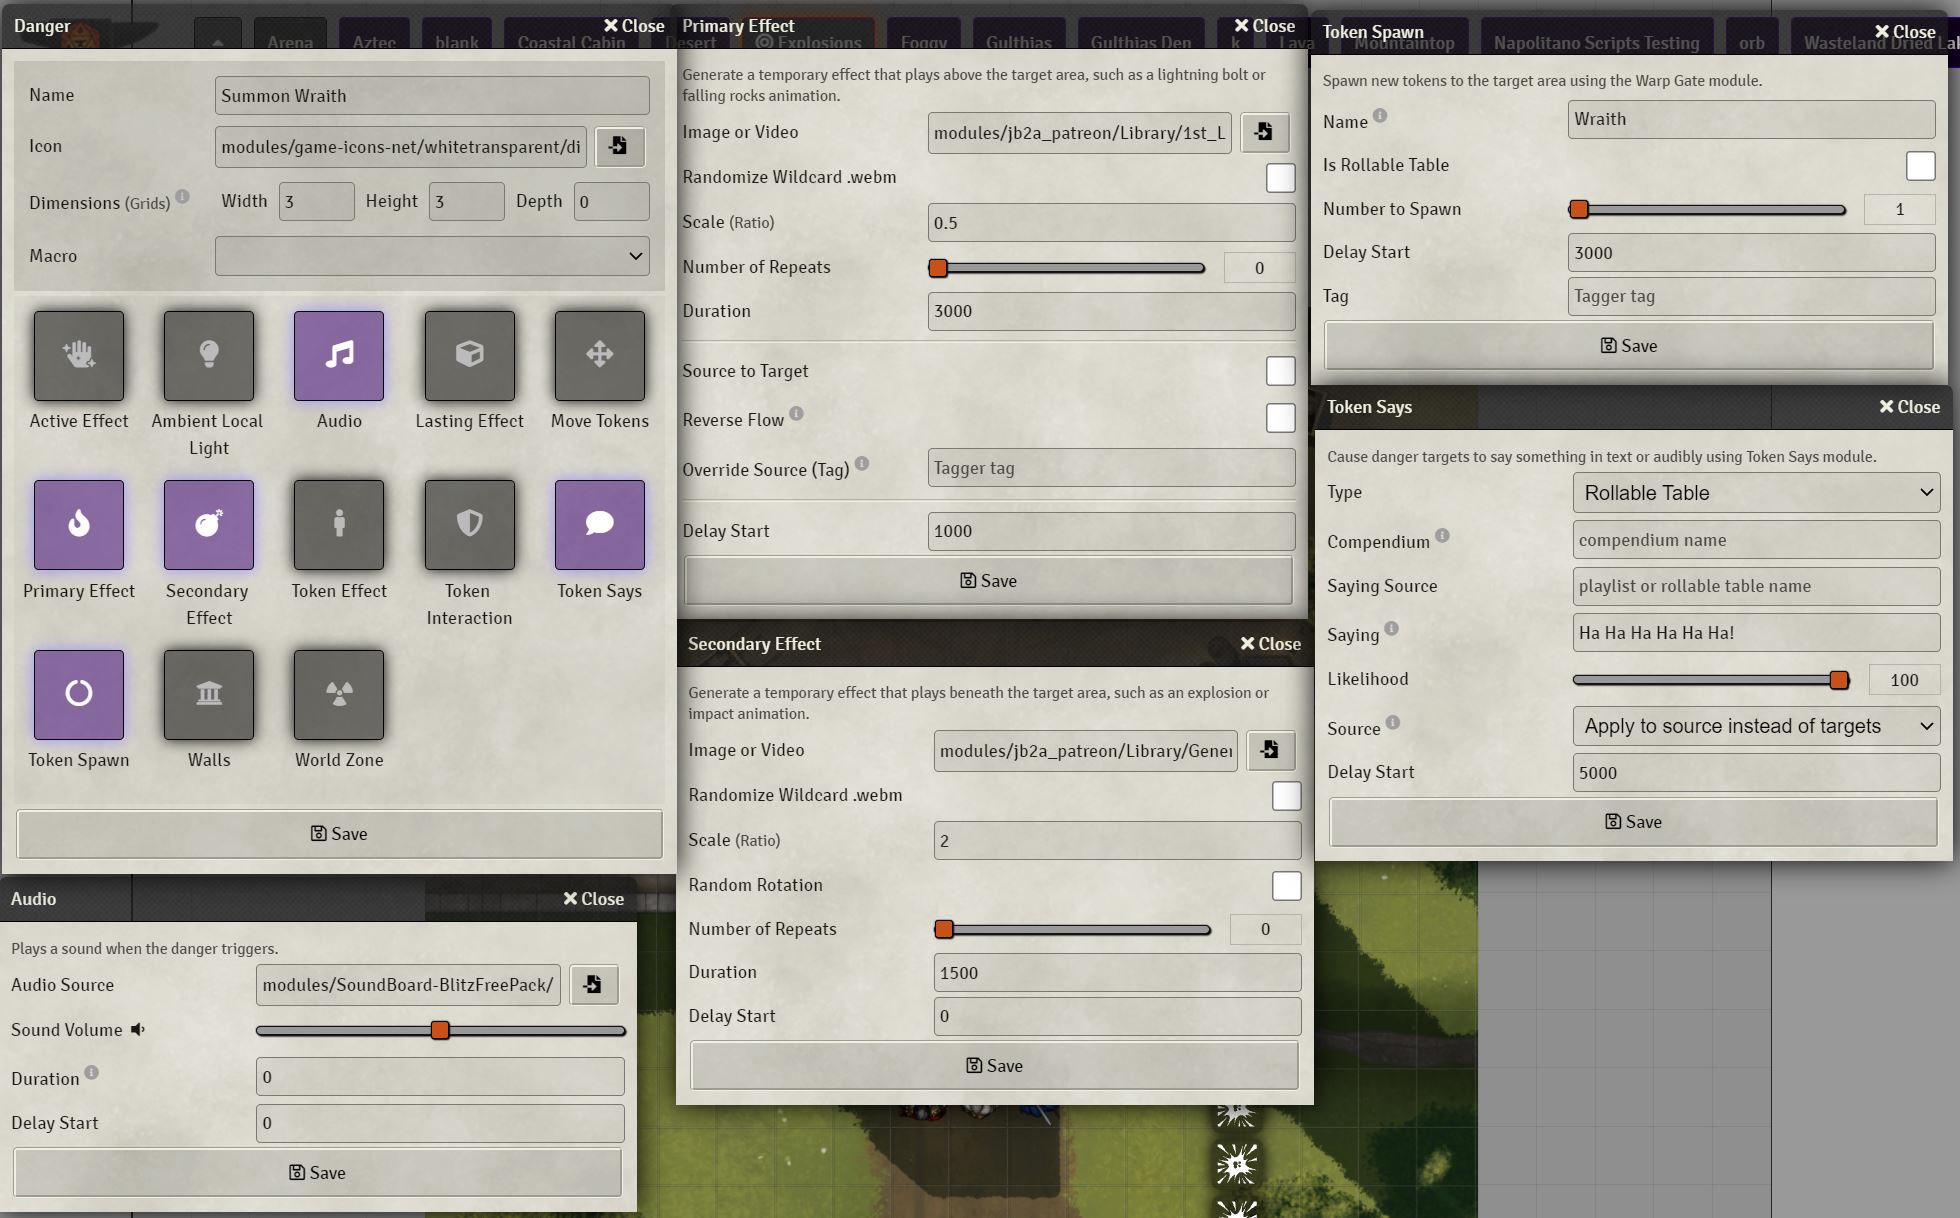 Danger
Close
Name
Summon Wraith
Icon
modules/game-icons-net/whitetransparent/di
Dimensions (Grids)
Width 3 Height 3 Depth 0
Macro
Active Effect
Ambient Local Light
Audio
Lasting Effect
Move Tokens
Primary Effect
Secondary Effect
Token Effect
Token Interaction
Token Says
Token Spawn
Walls
World Zone
Save
Audio
Close
Plays a sound when the danger triggers.
Audio Source
modules/SoundBoard-BlitzFreePack/
Sound Volume
Duration
0
Delay Start
0
Save
Arena
Aztec
blank
Coastal Cabin
Desert
Explosions
Foggy
Gulthias
Gulthias Den
k
Lava
Mountaintop
Napolitano Scripts Testing
orb
Wasteland Dried La
Primary Effect
Close
Generate a temporary effect that plays above the target area, such as a lightning bolt or
falling rocks animation.
Image or Video
modules/jb2a_patreon/Library/1st_L
Randomize Wildcard .webm
Scale (Ratio)
0.5
Number of Repeats
0
Duration
3000
Source to Target
Reverse Flow
Override Source (Tag)
Tagger tag
Delay Start
1000
Save
Secondary Effect
Close
Generate a temporary effect that plays beneath the target area, such as an explosion or
impact animation.
Image or Video
modules/jb2a_patreon/Library/Gener
Randomize Wildcard .webm
Scale (Ratio)
2
Random Rotation
Number of Repeats
0
Duration
1500
Delay Start
0
Save
Token Spawn
Close
Spawn new tokens to the target area using the Warp Gate module.
Name
Wraith
Is Rollable Table
Number to Spawn
1
Delay Start
3000
Tag
Tagger tag
Save
Token Says
Close
Cause danger targets to say something in text or audibly using Token Says module.
Type
Rollable Table
Compendium
compendium name
Saying Source
playlist or rollable table name
Saying
Ha Ha Ha Ha Ha Ha!
Likelihood
100
Source
Apply to source instead of targets
Delay Start
5000
Save